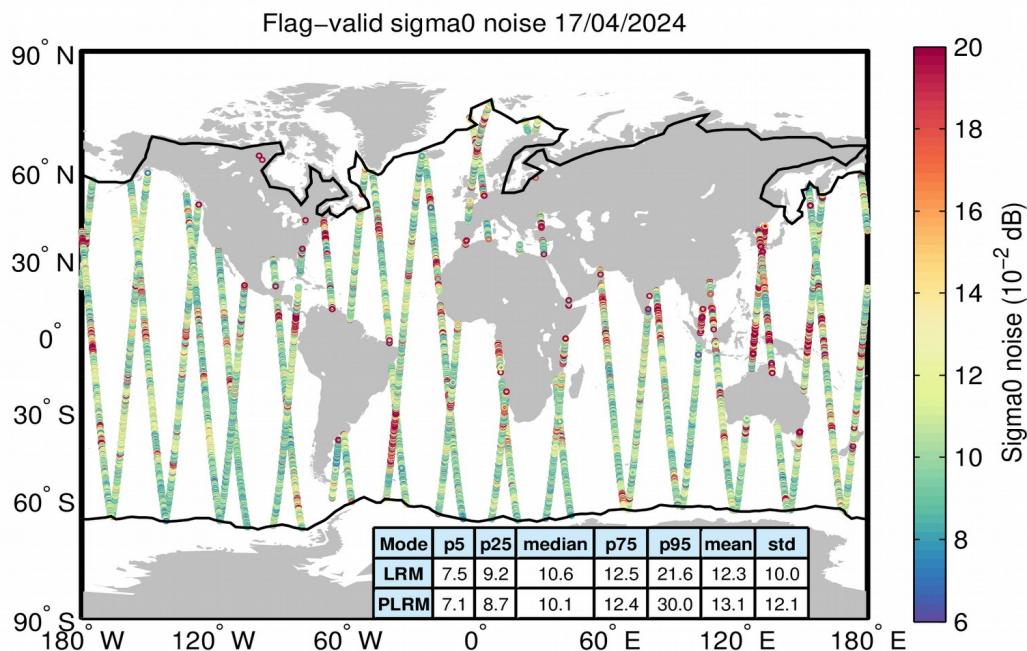 Flag−valid sigma0 noise 17/04/2024
90° N
60° N
30° N
0°
30° S
60° S
90° S
180° W
120° W
60° W
0°
60° E
120° E
180° E
Mode p5 p25 median p75 p95 mean std
LRM 7.5 9.2 10.6 12.5 21.6 12.3 10.0
PLRM 7.1 8.7 10.1 12.4 30.0 13.1 12.1
20
18
16
14
12
10
8
6
Sigma0 noise (10⁻² dB)